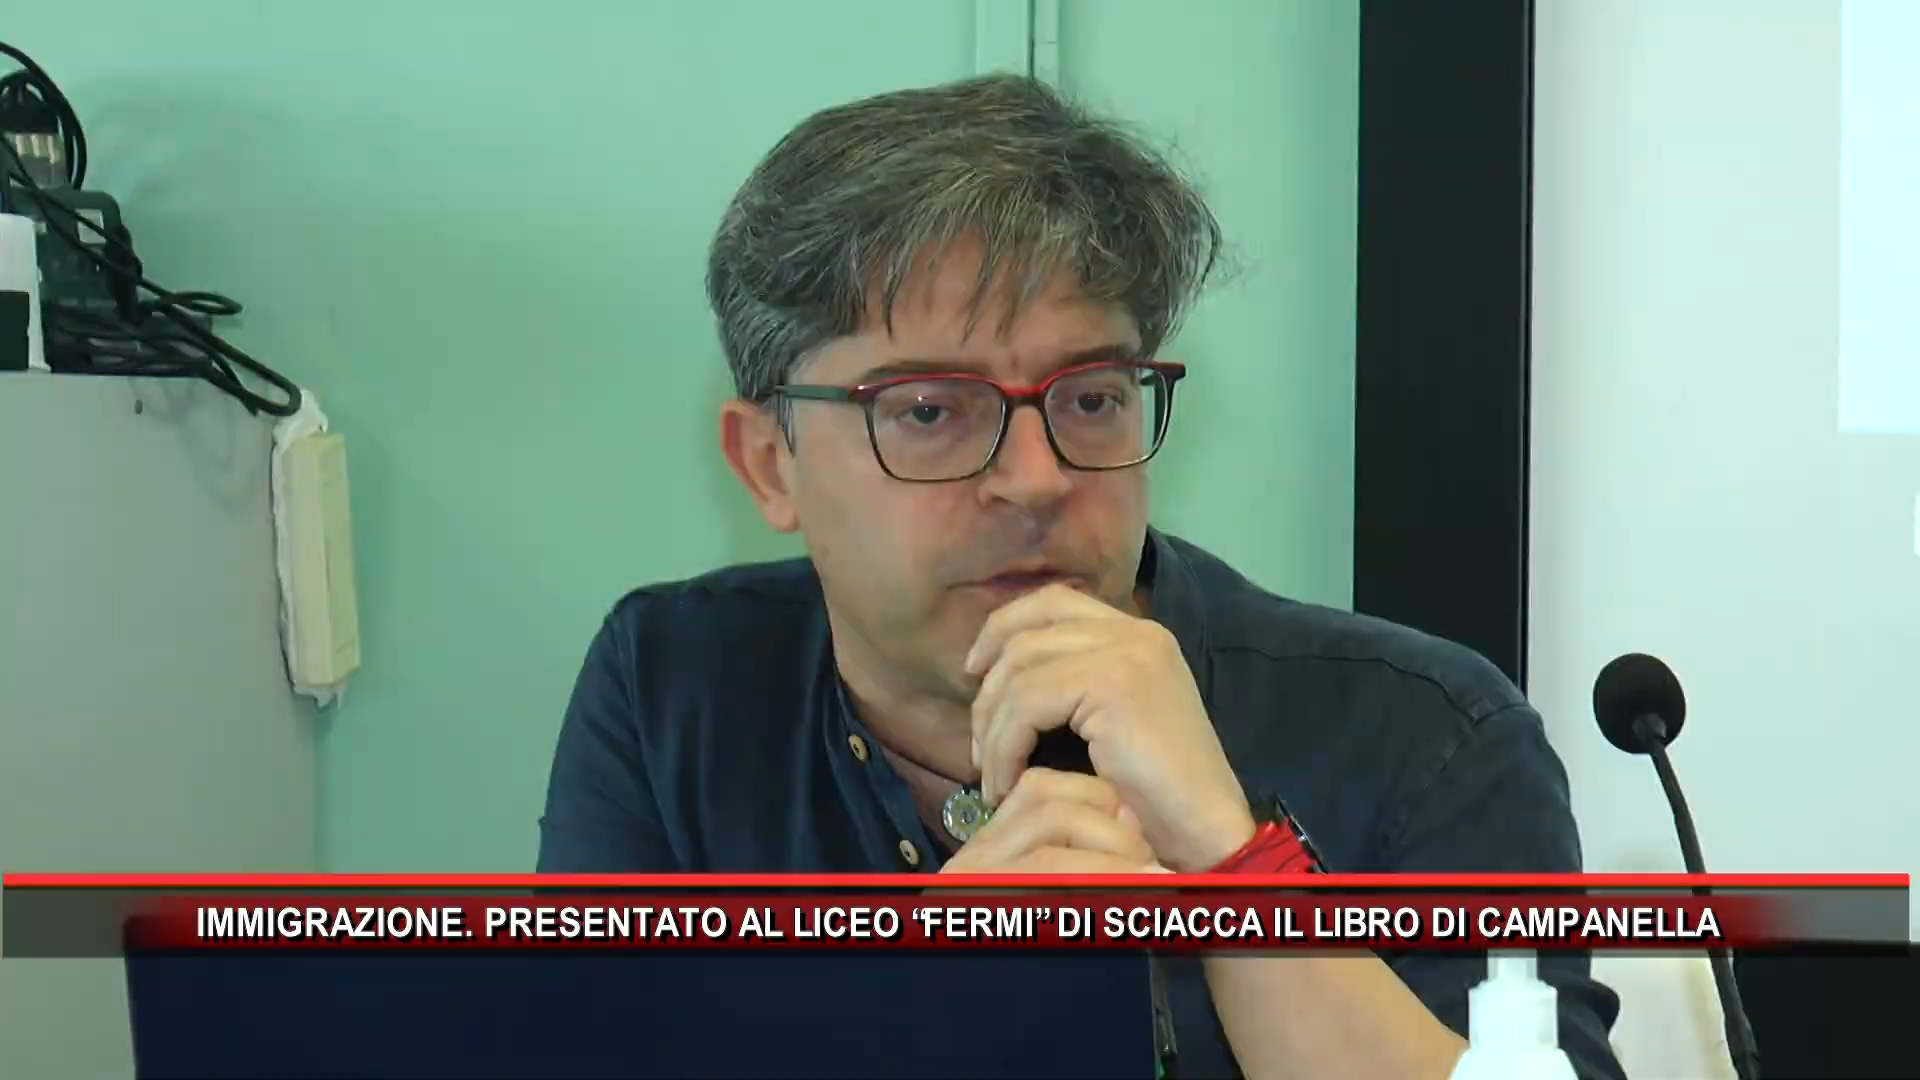 IMMIGRAZIONE. PRESENTATO AL LICEO “FERMI” DI SCIACCA IL LIBRO DI CAMPANELLA